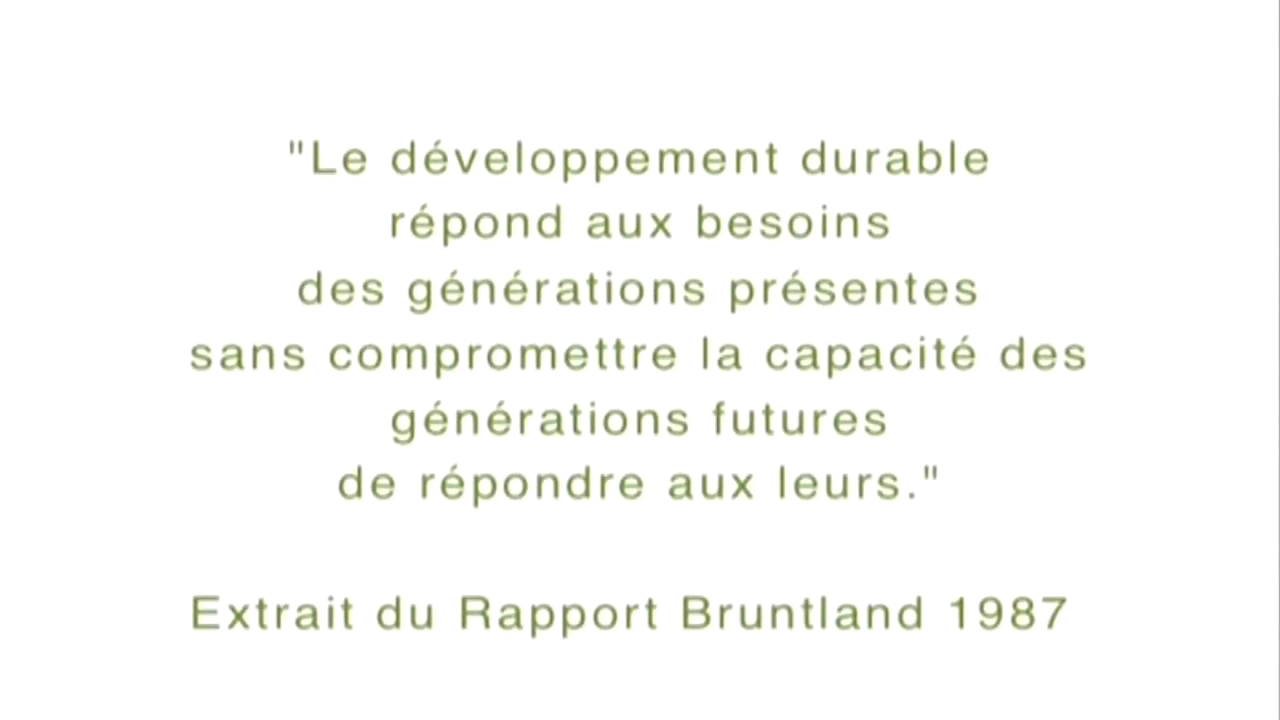 "Le développement durable
répond aux besoins
des générations présentes
sans compromettre la capacité des
générations futures
de répondre aux leurs."
Extrait du Rapport Bruntland 1987